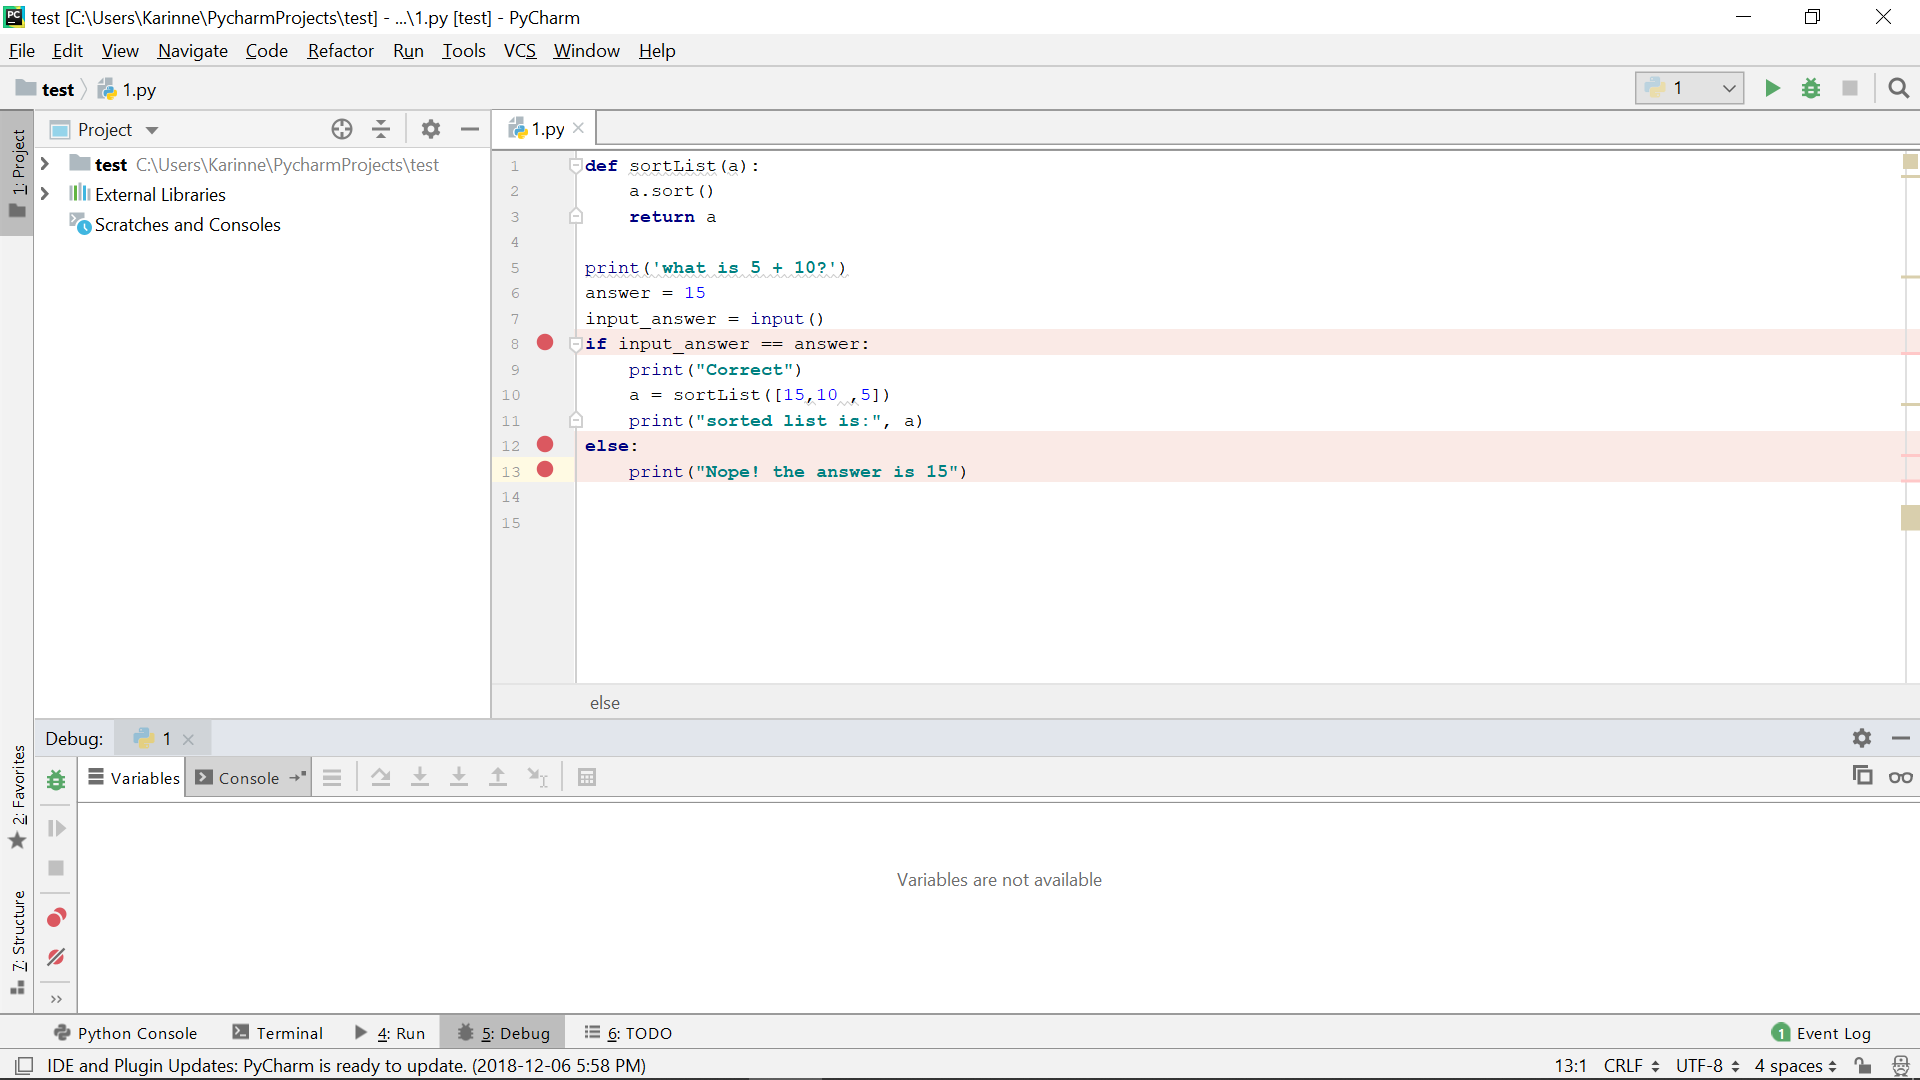 test [C:\Users\Karinne\PycharmProjects\test] - ...\1.py [test] - PyCharm
File Edit View Navigate Code Refactor Run Tools VCS Window Help
test 1.py
1
Project
1.py
1: Project
test C:\Users\Karinne\PycharmProjects\test
External Libraries
Scratches and Consoles
1 def sortList(a):
2 a.sort()
3 return a
4
5 print('what is 5 + 10?')
6 answer = 15
7 input_answer = input()
8 if input_answer == answer:
9 print("Correct")
10 a = sortList([15,10 ,5])
11 print("sorted list is:", a)
12 else:
13 print("Nope! the answer is 15")
14
15
else
Debug: 1
Variables Console
2: Favorites
Variables are not available
7: Structure
Python Console Terminal 4: Run 5: Debug 6: TODO 1 Event Log
IDE and Plugin Updates: PyCharm is ready to update. (2018-12-06 5:58 PM) 13:1 CRLF UTF-8 4 spaces